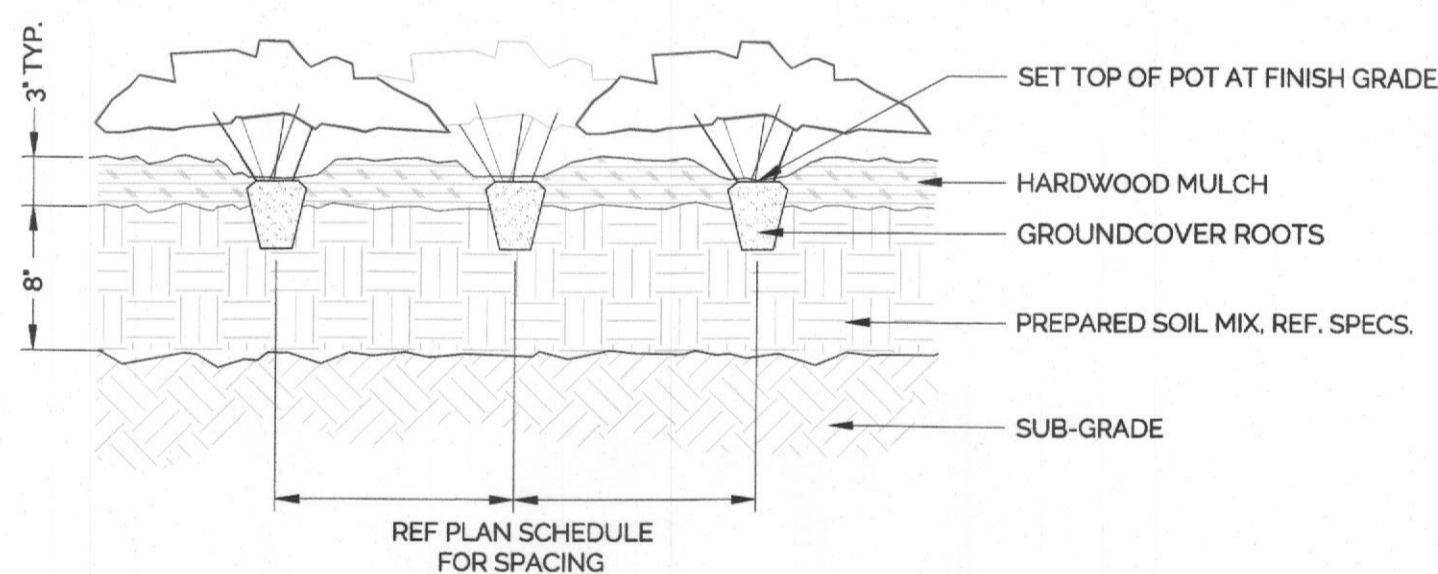 3" TYP.
8"
SET TOP OF POT AT FINISH GRADE
HARDWOOD MULCH
GROUNDCOVER ROOTS
PREPARED SOIL MIX, REF. SPECS.
SUB-GRADE
REF PLAN SCHEDULE
FOR SPACING